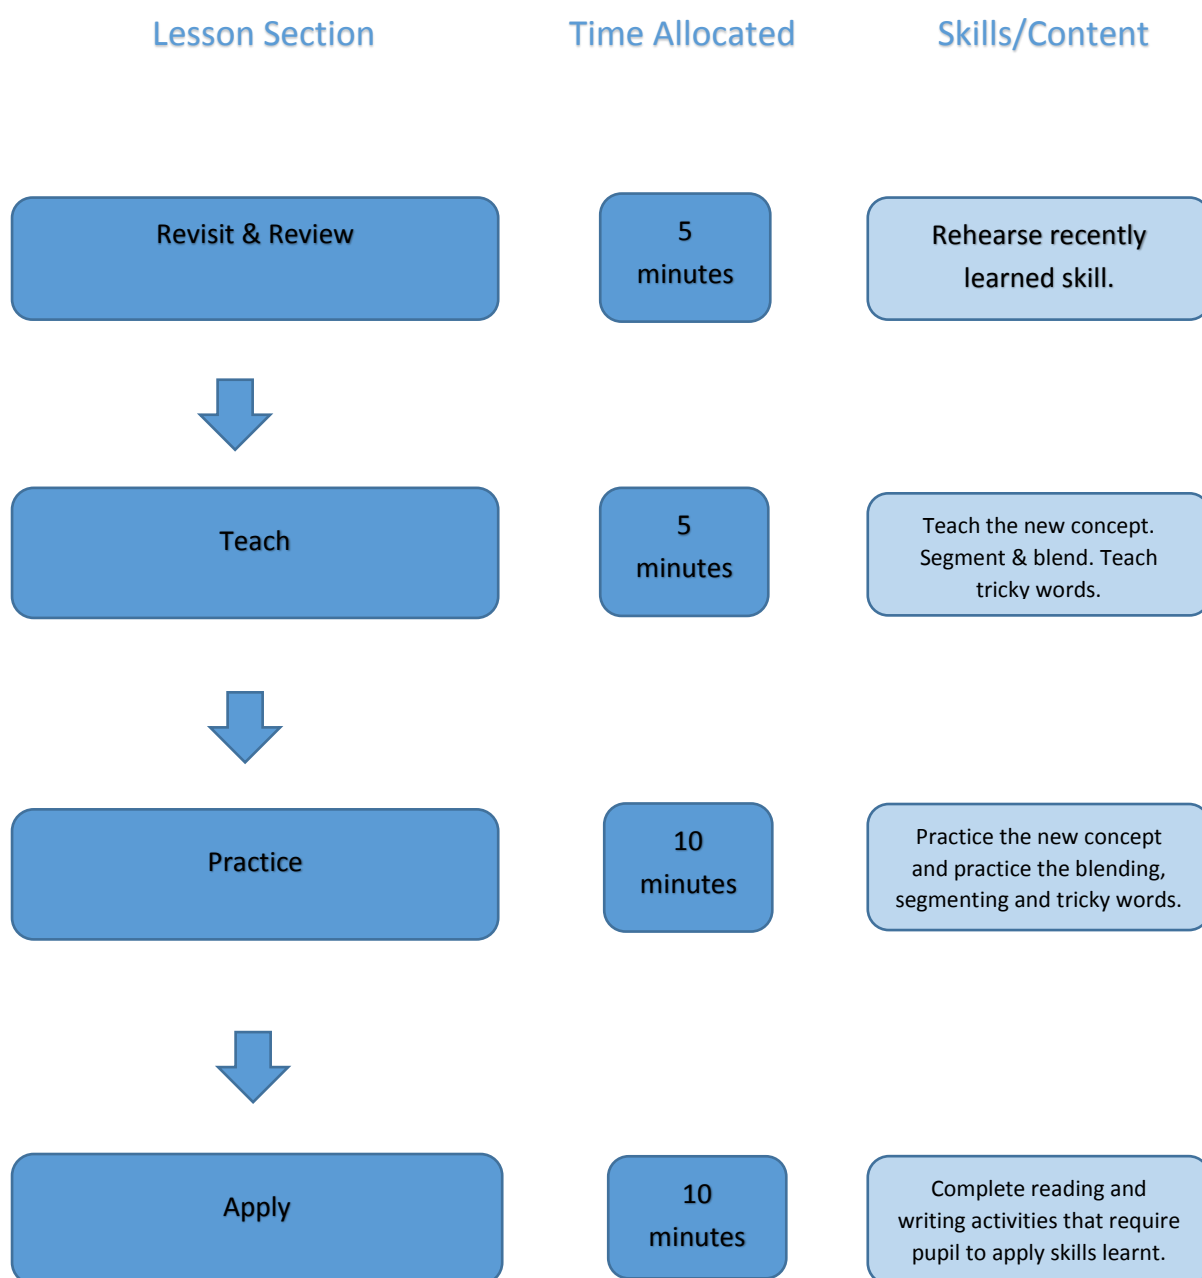 Lesson Section
Time Allocated
Skills/Content
Revisit & Review
5
minutes
Rehearse recently
learned skill.
Teach
5
minutes
Teach the new concept.
Segment & blend. Teach
tricky words.
Practice
10
minutes
Practice the new concept
and practice the blending,
segmenting and tricky words.
Apply
10
minutes
Complete reading and
writing activities that require
pupil to apply skills learnt.